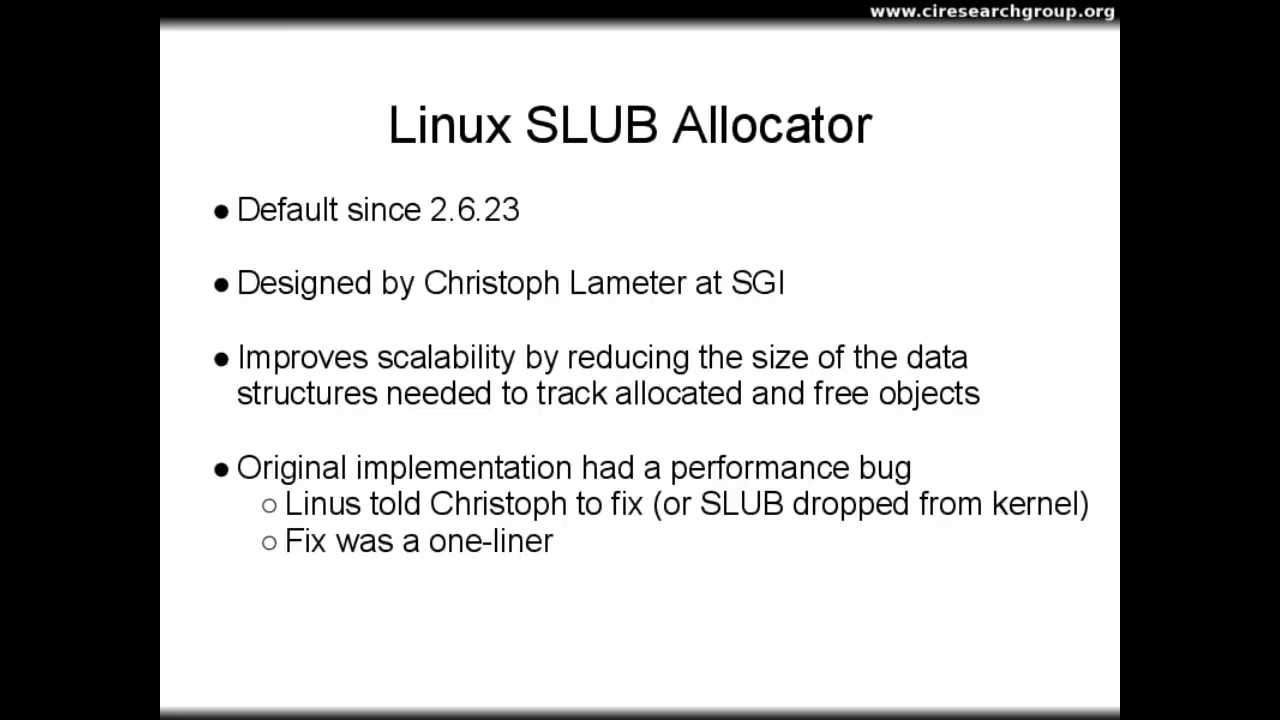 www.ciresearchgroup.org
Linux SLUB Allocator
● Default since 2.6.23
● Designed by Christoph Lameter at SGI
● Improves scalability by reducing the size of the data
structures needed to track allocated and free objects
● Original implementation had a performance bug
○ Linus told Christoph to fix (or SLUB dropped from kernel)
○ Fix was a one-liner